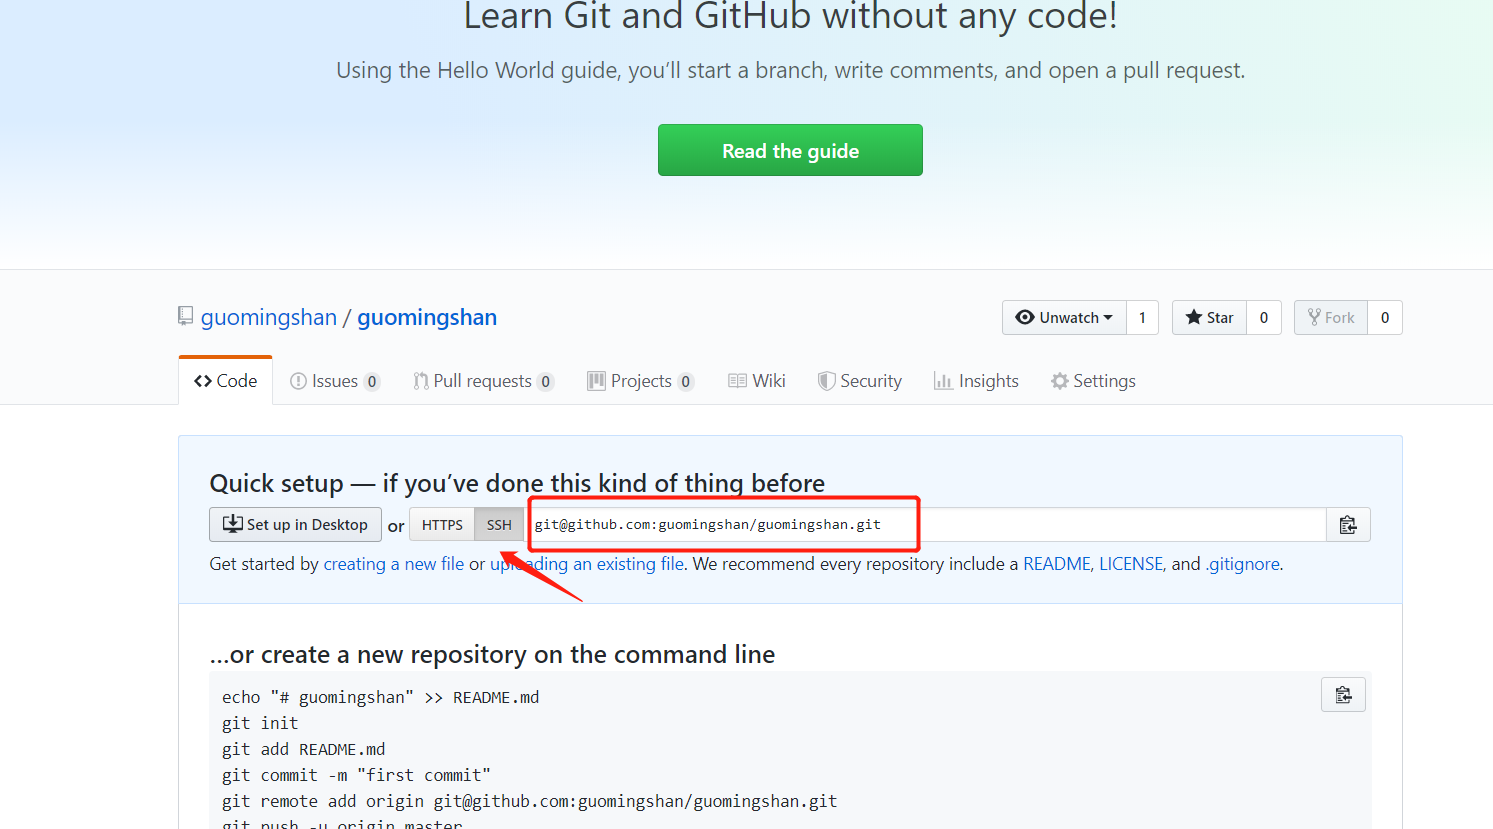 Learn Git and GitHub without any code!
Using the Hello World guide, you’ll start a branch, write comments, and open a pull request.
Read the guide
guomingshan / guomingshan
Unwatch 1 Star 0 Fork 0
Code Issues 0 Pull requests 0 Projects 0 Wiki Security Insights Settings
Quick setup — if you’ve done this kind of thing before
Set up in Desktop or HTTPS SSH git@github.com:guomingshan/guomingshan.git
Get started by creating a new file or uploading an existing file. We recommend every repository include a README, LICENSE, and .gitignore.
…or create a new repository on the command line
echo "# guomingshan" >> README.md
git init
git add README.md
git commit -m "first commit"
git remote add origin git@github.com:guomingshan/guomingshan.git
git push -u origin master